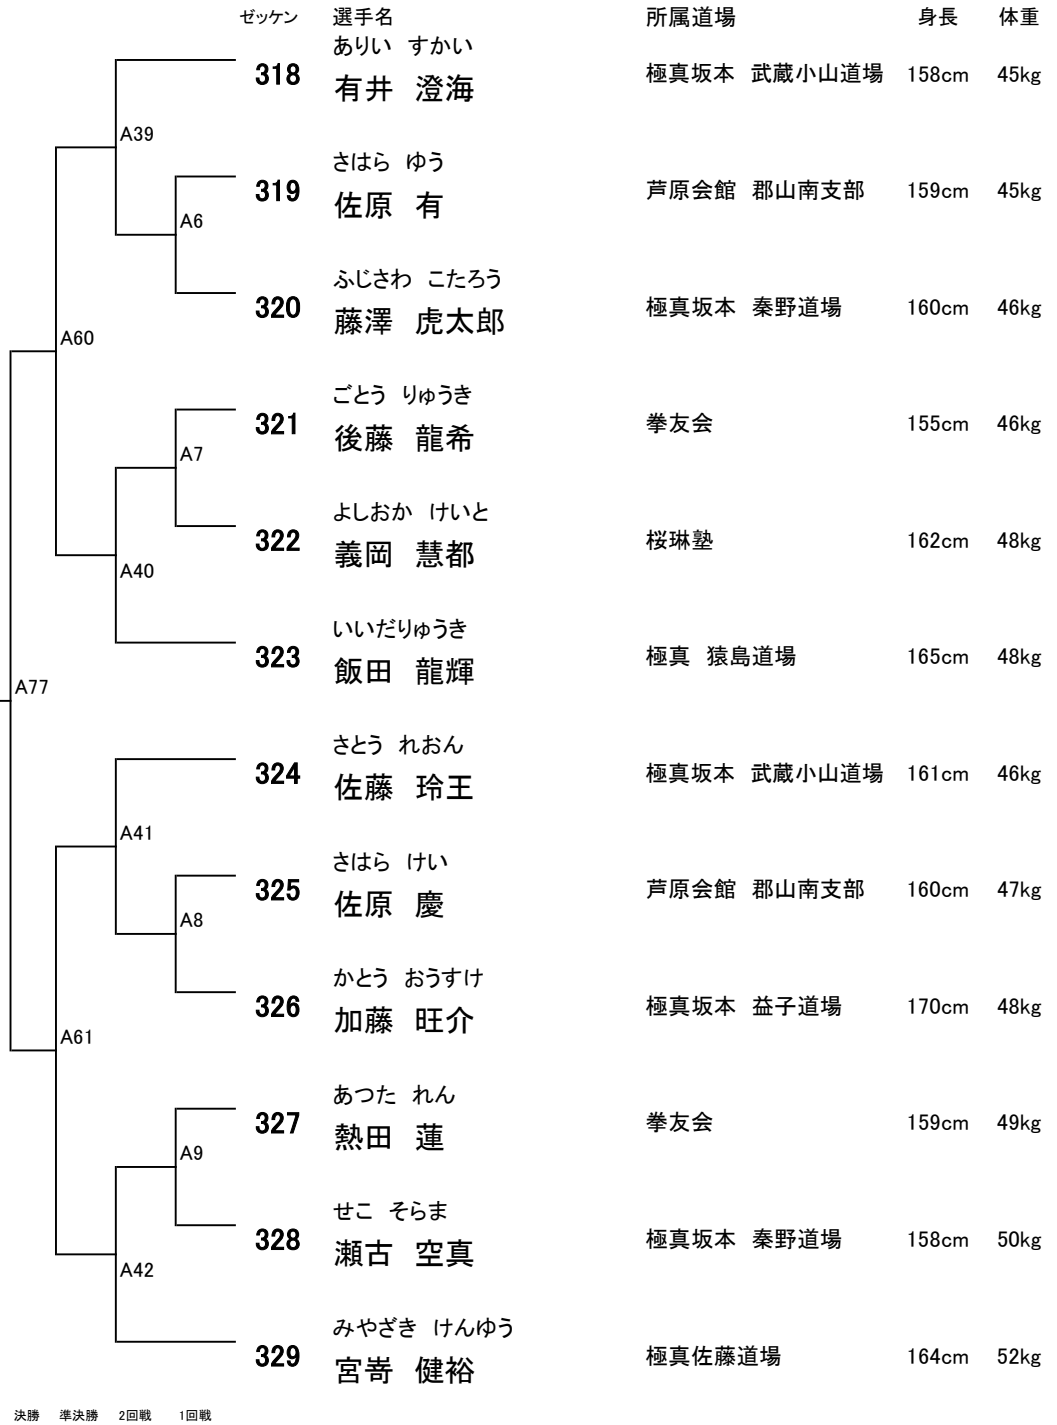 ゼッケン 選手名 所属道場 身長 体重
ありい すかい
318 有井 澄海 極真坂本 武蔵小山道場 158cm 45kg
A39
さはら ゆう
319 佐原 有 芦原会館 郡山南支部 159cm 45kg
A6
ふじさわ こたろう
320 藤澤 虎太郎 極真坂本 秦野道場 160cm 46kg
A60
ごとう りゅうき
321 後藤 龍希 拳友会 155cm 46kg
A7
よしおか けいと
322 義岡 慧都 桜琳塾 162cm 48kg
A40
いいだりゅうき
323 飯田 龍輝 極真 猿島道場 165cm 48kg
A77
さとう れおん
324 佐藤 玲王 極真坂本 武蔵小山道場 161cm 46kg
A41
さはら けい
325 佐原 慶 芦原会館 郡山南支部 160cm 47kg
A8
かとう おうすけ
326 加藤 旺介 極真坂本 益子道場 170cm 48kg
A61
あつた れん
327 熱田 蓮 拳友会 159cm 49kg
A9
せこ そらま
328 瀬古 空真 極真坂本 秦野道場 158cm 50kg
A42
みやざき けんゆう
329 宮嵜 健裕 極真佐藤道場 164cm 52kg
決勝 準決勝 2回戦 1回戦